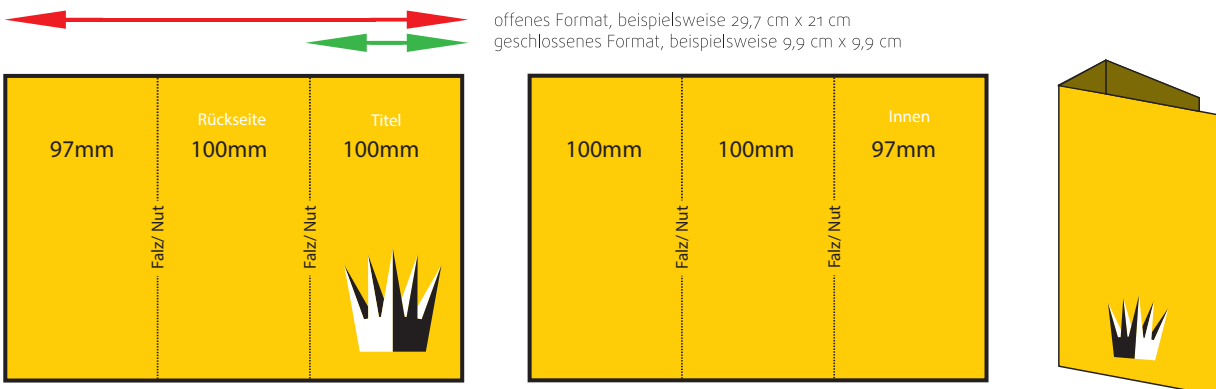 offenes Format, beispielsweise 29,7 cm x 21 cm
geschlossenes Format, beispielsweise 9,9 cm x 9,9 cm
Rückseite
Titel
97mm
100mm
100mm
Falz/ Nut
Falz/ Nut
Innen
100mm
100mm
97mm
Falz/ Nut
Falz/ Nut